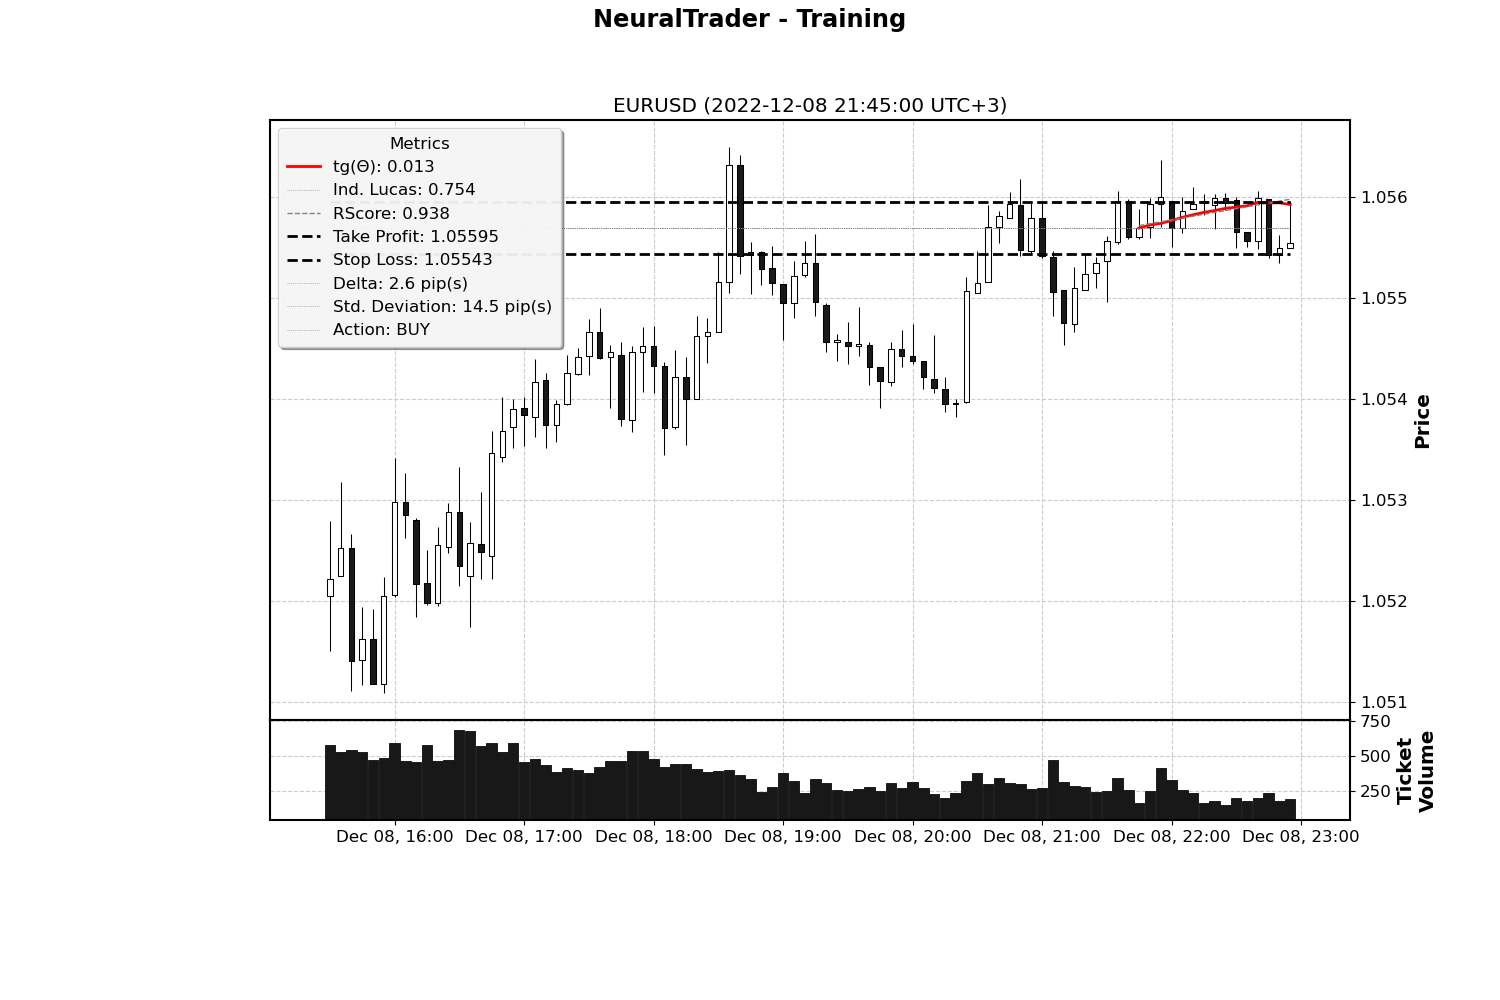 NeuralTrader - Training
EURUSD (2022-12-08 21:45:00 UTC+3)
Metrics
tg(Θ): 0.013
Ind. Lucas: 0.754
RScore: 0.938
Take Profit: 1.05595
Stop Loss: 1.05543
Delta: 2.6 pip(s)
Std. Deviation: 14.5 pip(s)
Action: BUY
1.056
1.055
1.054
1.053
1.052
1.051
Price
750
500
250
Ticket
Volume
Dec 08, 16:00 Dec 08, 17:00 Dec 08, 18:00 Dec 08, 19:00 Dec 08, 20:00 Dec 08, 21:00 Dec 08, 22:00 Dec 08, 23:00